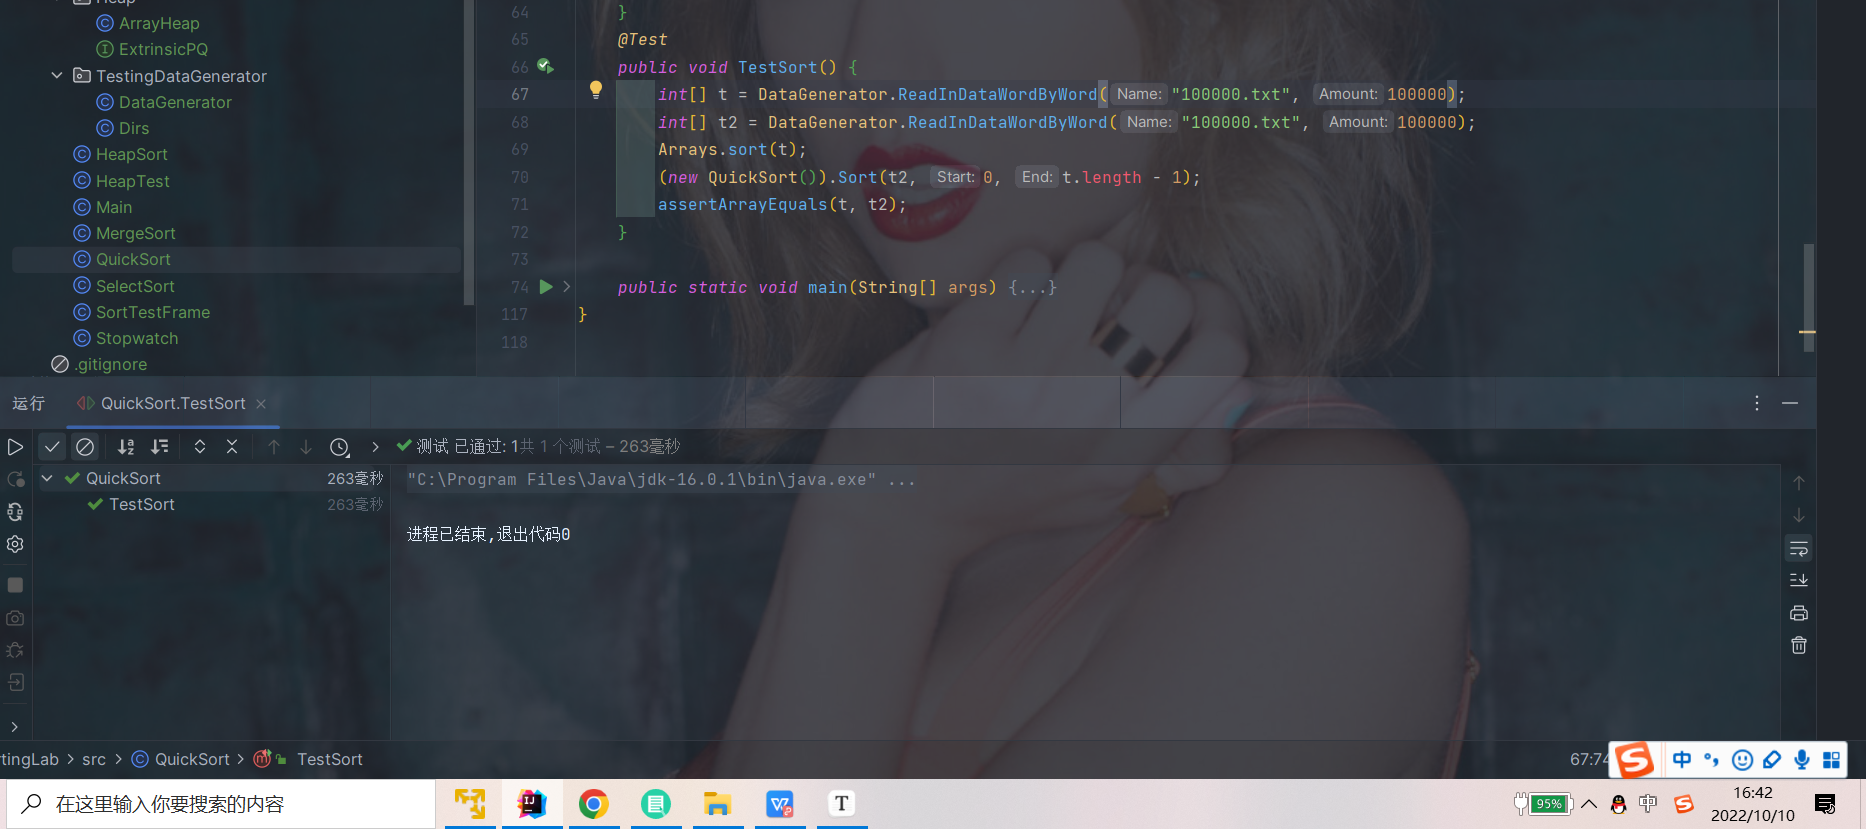 Heap
ArrayHeap
ExtrinsicPQ
TestingDataGenerator
DataGenerator
Dirs
HeapSort
HeapTest
Main
MergeSort
QuickSort
SelectSort
SortTestFrame
Stopwatch
.gitignore
64 }
65 @Test
66 public void TestSort() {
67 int[] t = DataGenerator.ReadInDataWordByWord( Name: "100000.txt", Amount: 100000);
68 int[] t2 = DataGenerator.ReadInDataWordByWord( Name: "100000.txt", Amount: 100000);
69 Arrays.sort(t);
70 (new QuickSort()).Sort(t2, Start: 0, End: t.length - 1);
71 assertArrayEquals(t, t2);
72 }
73
74 public static void main(String[] args) {...}
117 }
118
运行 QuickSort.TestSort
测试 已通过: 1共 1 个测试 – 263毫秒
QuickSort 263毫秒
TestSort 263毫秒
"C:\Program Files\Java\jdk-16.0.1\bin\java.exe" ...
进程已结束,退出代码0
tingLab > src > QuickSort > TestSort
67:74
中
在这里输入你要搜索的内容
95%
中
16:42
2022/10/10